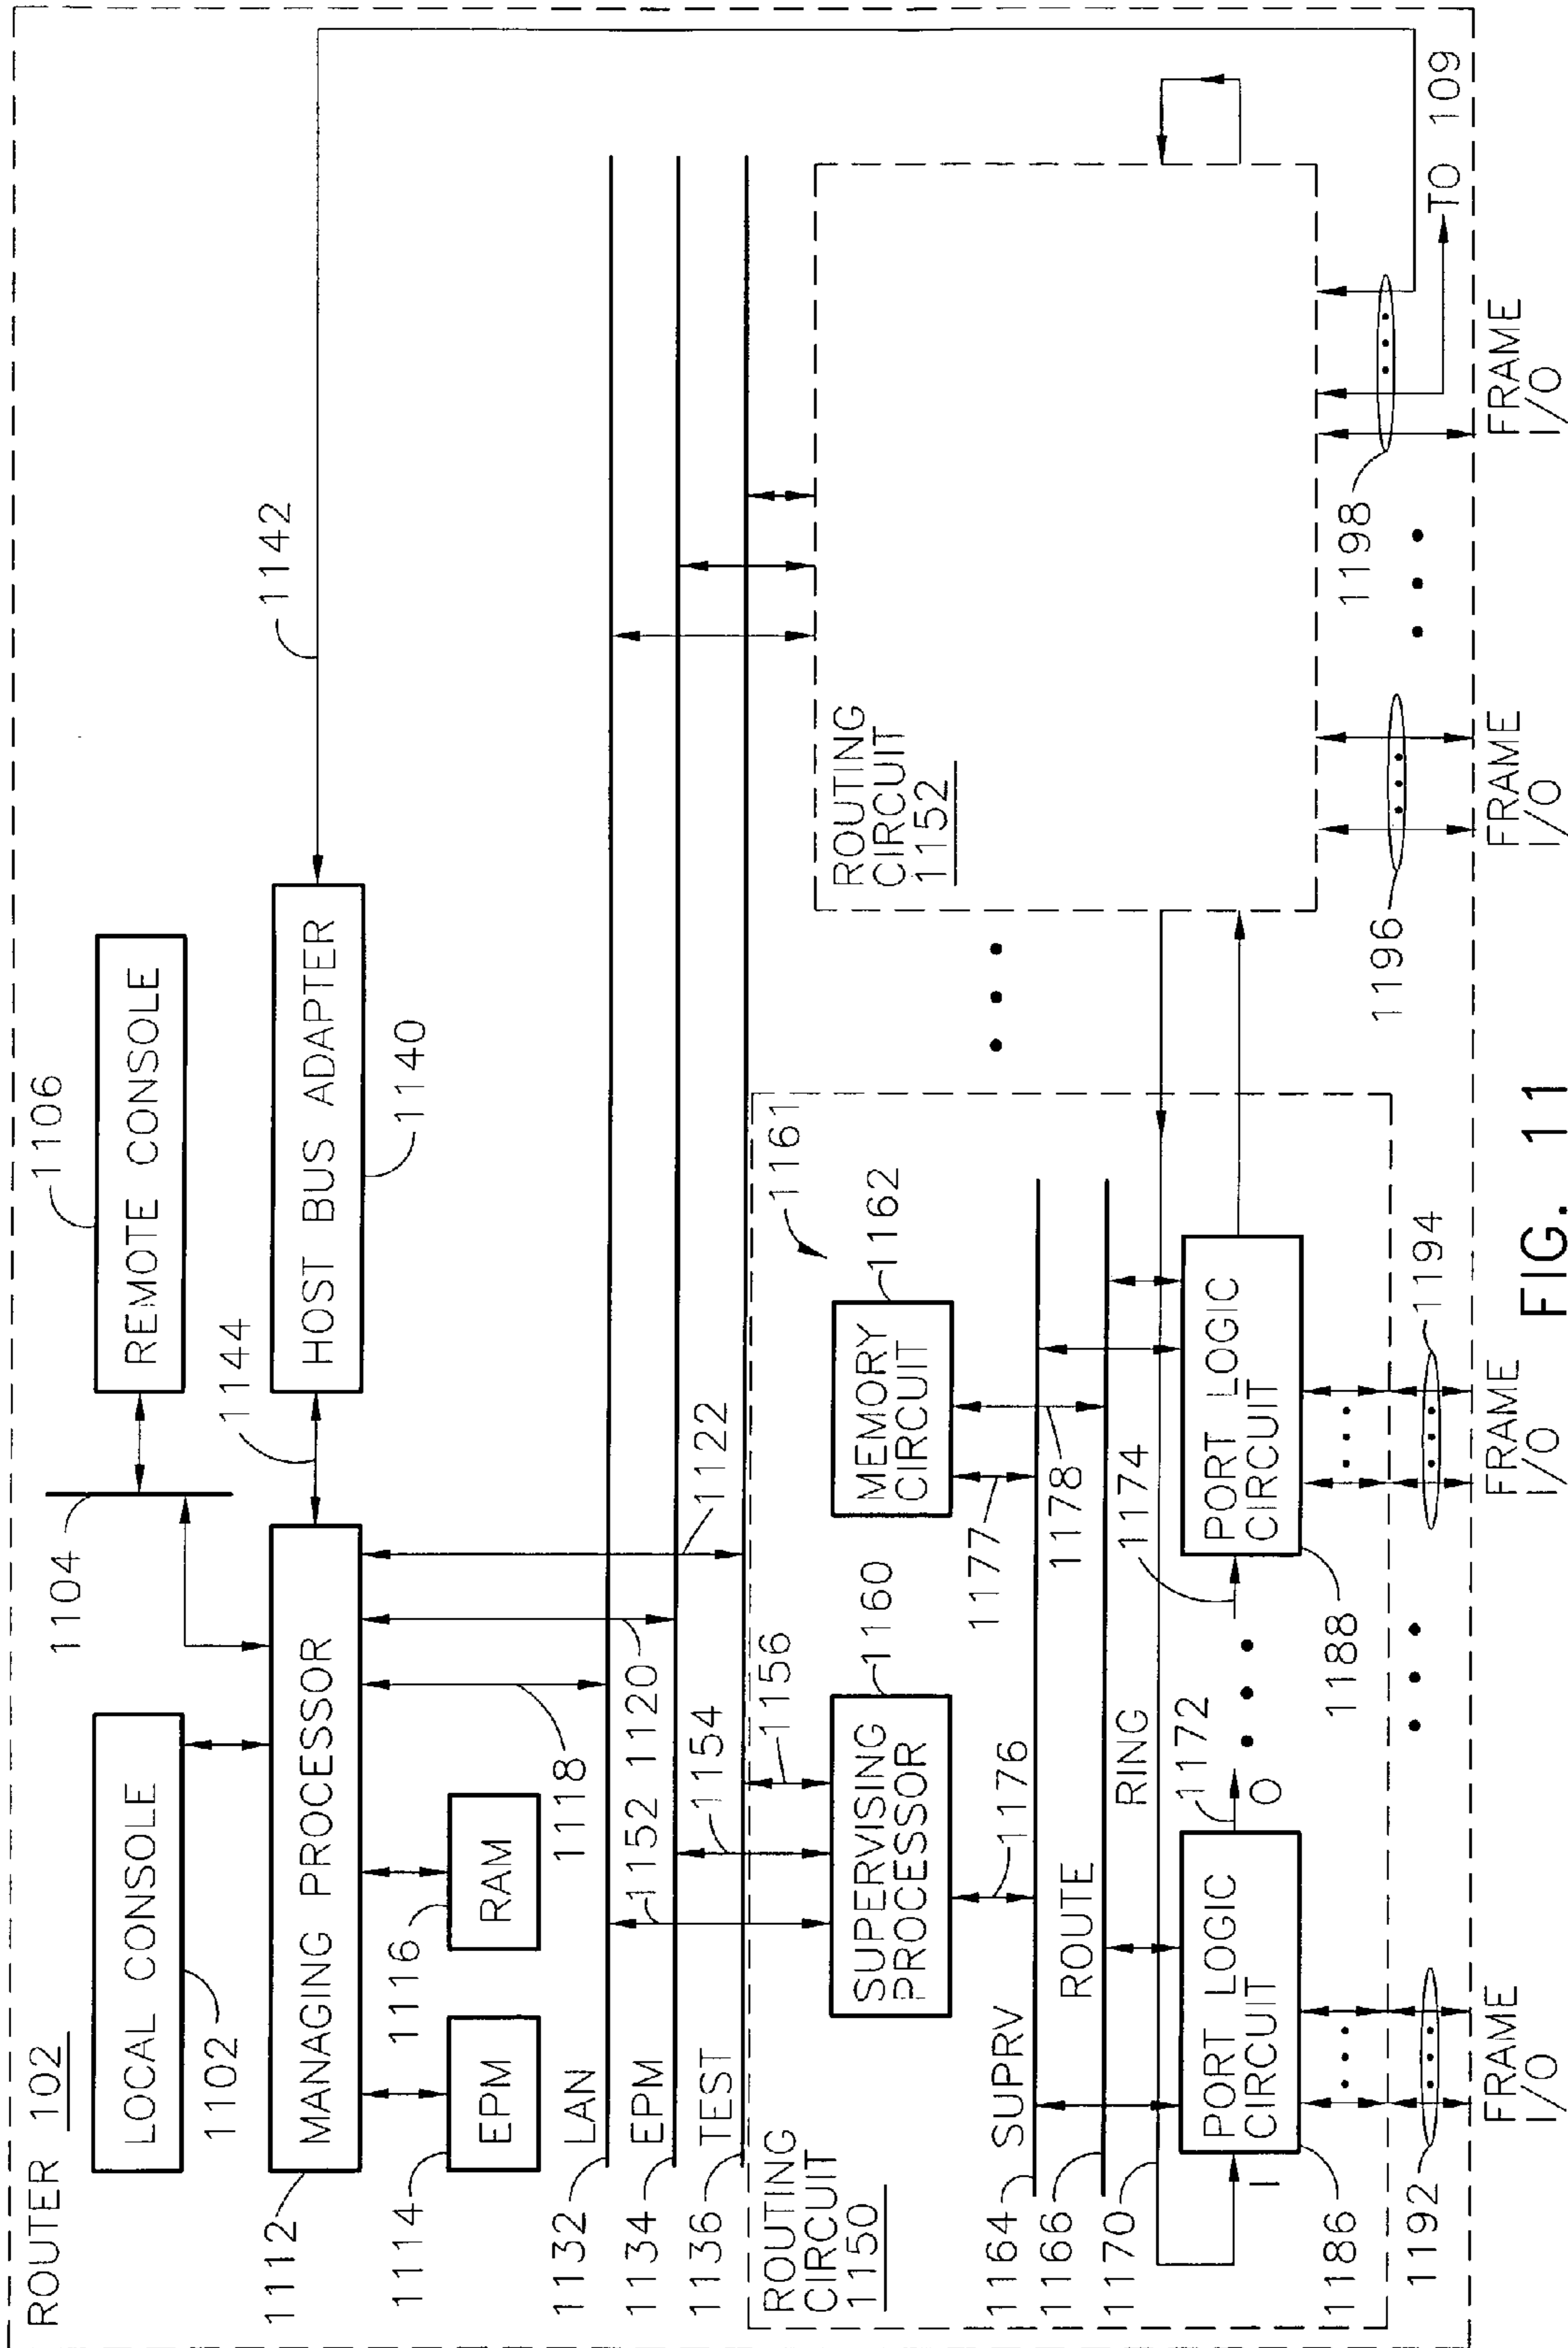 ROUTER 102
LOCAL CONSOLE
1102
1104
1106
REMOTE CONSOLE
1112
MANAGING PROCESSOR
1144
HOST BUS ADAPTER
1140
1142
1114
EPM
1116
RAM
1118
1120
1122
1132
LAN
1152
1134
EPM
1154
1136
TEST
1156
ROUTING
CIRCUIT
1150
SUPERVISING
PROCESSOR
1160
MEMORY
CIRCUIT
1162
1161
1164
SUPRV
1176
1177
1166
ROUTE
1178
1170
RING
1174
I
PORT LOGIC
CIRCUIT
1186
O
1172
PORT LOGIC
CIRCUIT
1188
ROUTING
CIRCUIT
1152
1192
1194
1196
1198
TO 109
FRAME
I/O
FRAME
I/O
FRAME
I/O
FRAME
I/O
FIG. 11